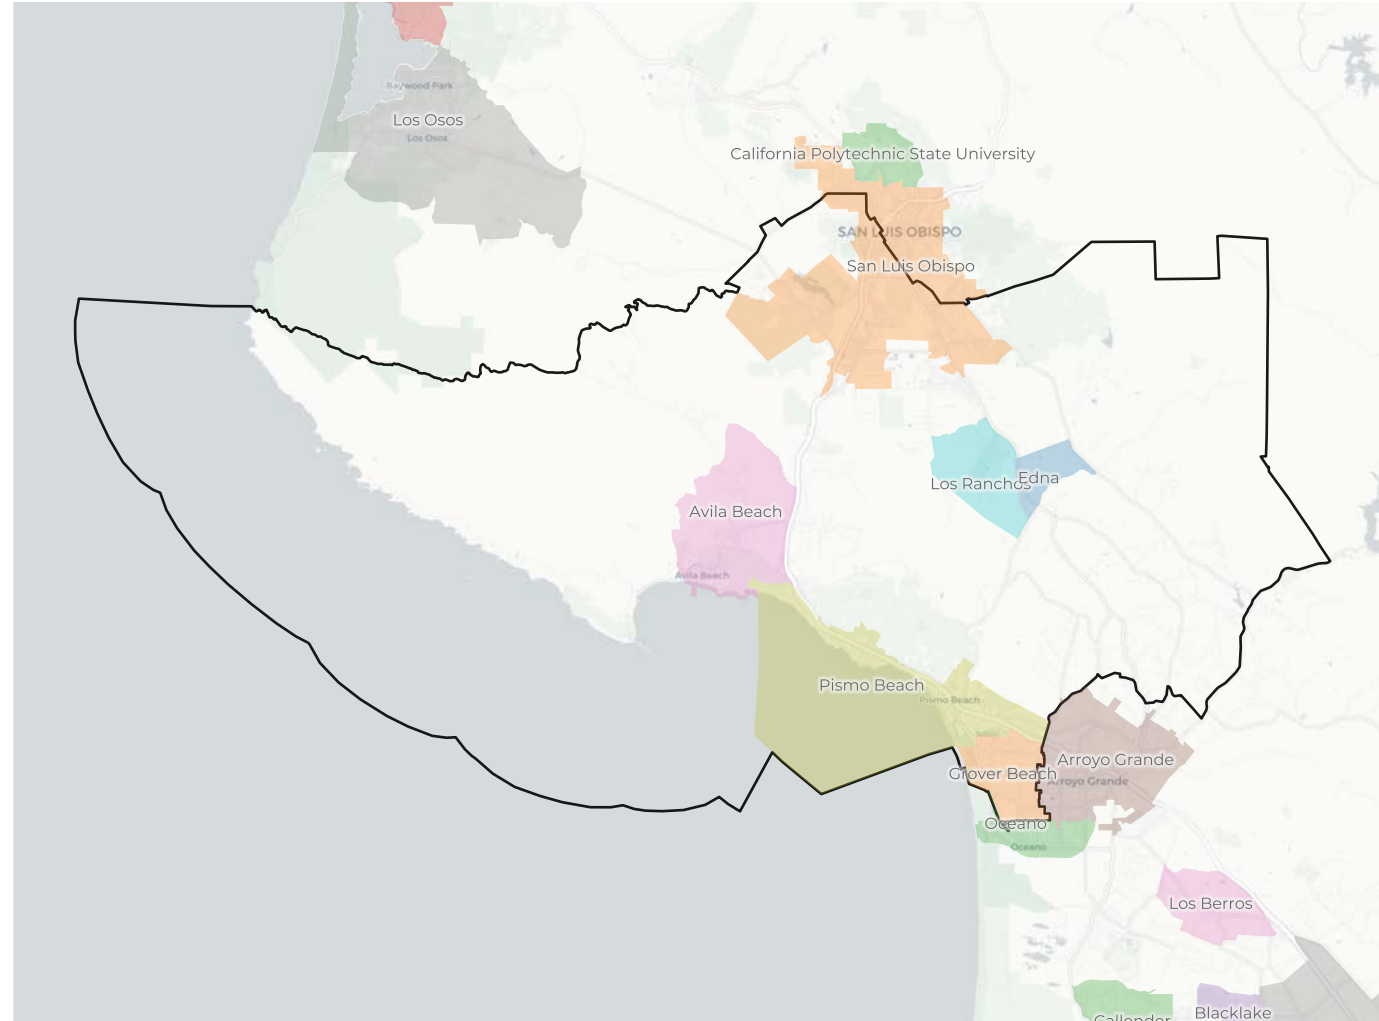 Baywood Park
Los Osos
Los Osos
California Polytechnic State University
SAN LUIS OBISPO
San Luis Obispo
Los Ranchos
Edna
Avila Beach
Avila Beach
Pismo Beach
Pismo Beach
Arroyo Grande
Grover Beach
Arroyo Grande
Oceano
Oceano
Los Berros
Callender
Blacklake